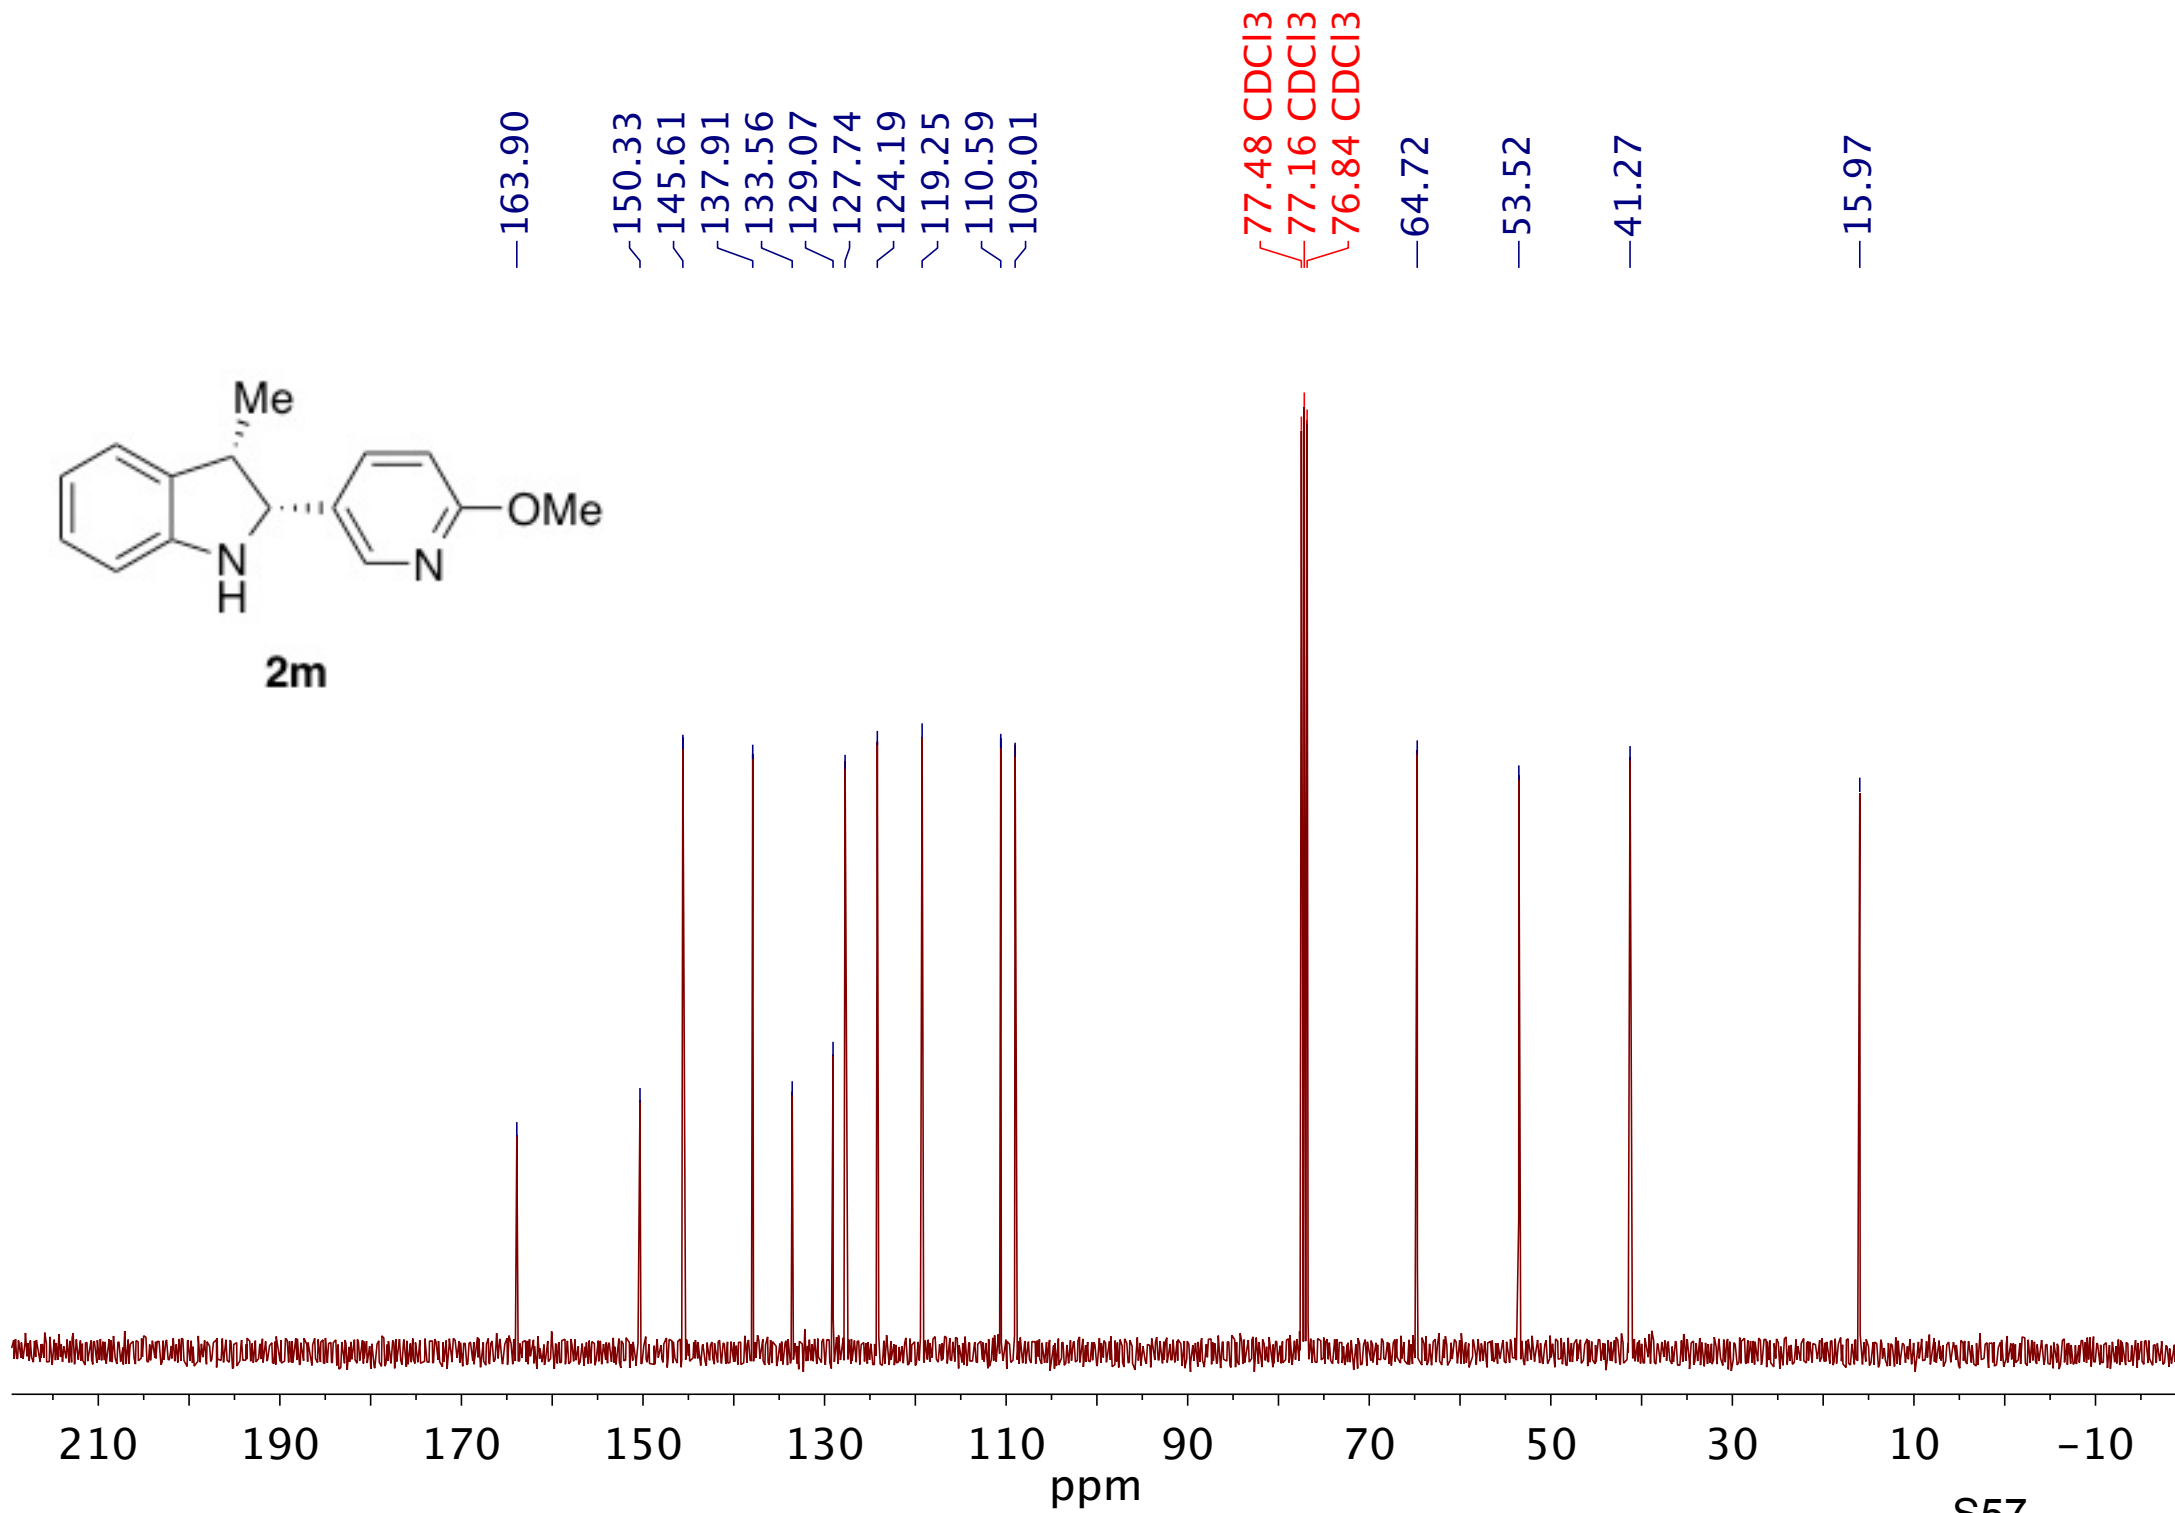 163.90
150.33
145.61
137.91
133.56
129.07
127.74
124.19
119.25
110.59
109.01
77.48 CDCl3
77.16 CDCl3
76.84 CDCl3
64.72
53.52
41.27
15.97
Me
OMe
N
N
H
2m
210 190 170 150 130 110 90 70 50 30 10 -10
ppm
S57